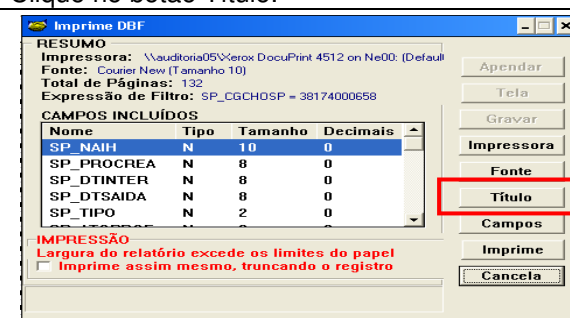 Clique no botão Título.
Imprime DBF
RESUMO
Impressora: \\auditoria05\Xerox DocuPrint 4512 on Ne00: (Default
Fonte: Courier New (Tamanho 10)
Total de Páginas: 132
Expressão de Filtro: SP_CGCHOSP = 38174000658
CAMPOS INCLUÍDOS
Nome Tipo Tamanho Decimais
SP_NAIH N 10 0
SP_PROCREA N 8 0
SP_DTINTER N 8 0
SP_DTSAIDA N 8 0
SP_TIPO N 2 0
IMPRESSÃO
Largura do relatório excede os limites do papel
Imprime assim mesmo, truncando o registro
Apendar
Tela
Gravar
Impressora
Fonte
Título
Campos
Imprime
Cancela